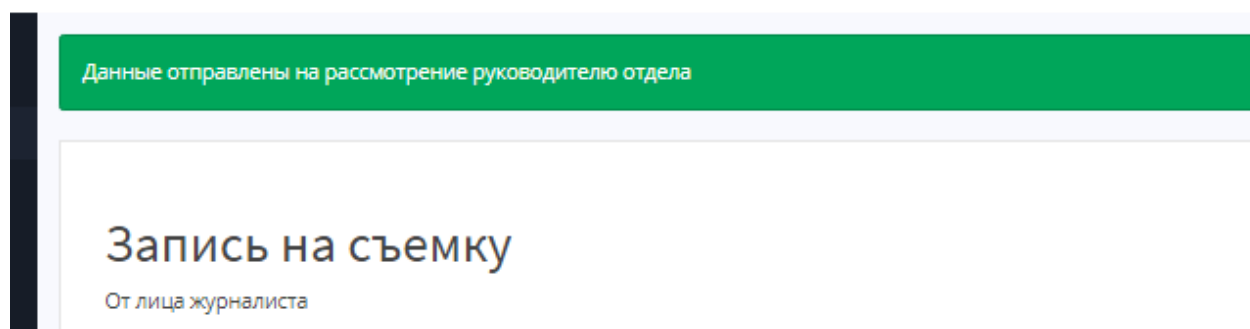 Данные отправлены на рассмотрение руководителю отдела
Запись на съемку
От лица журналиста